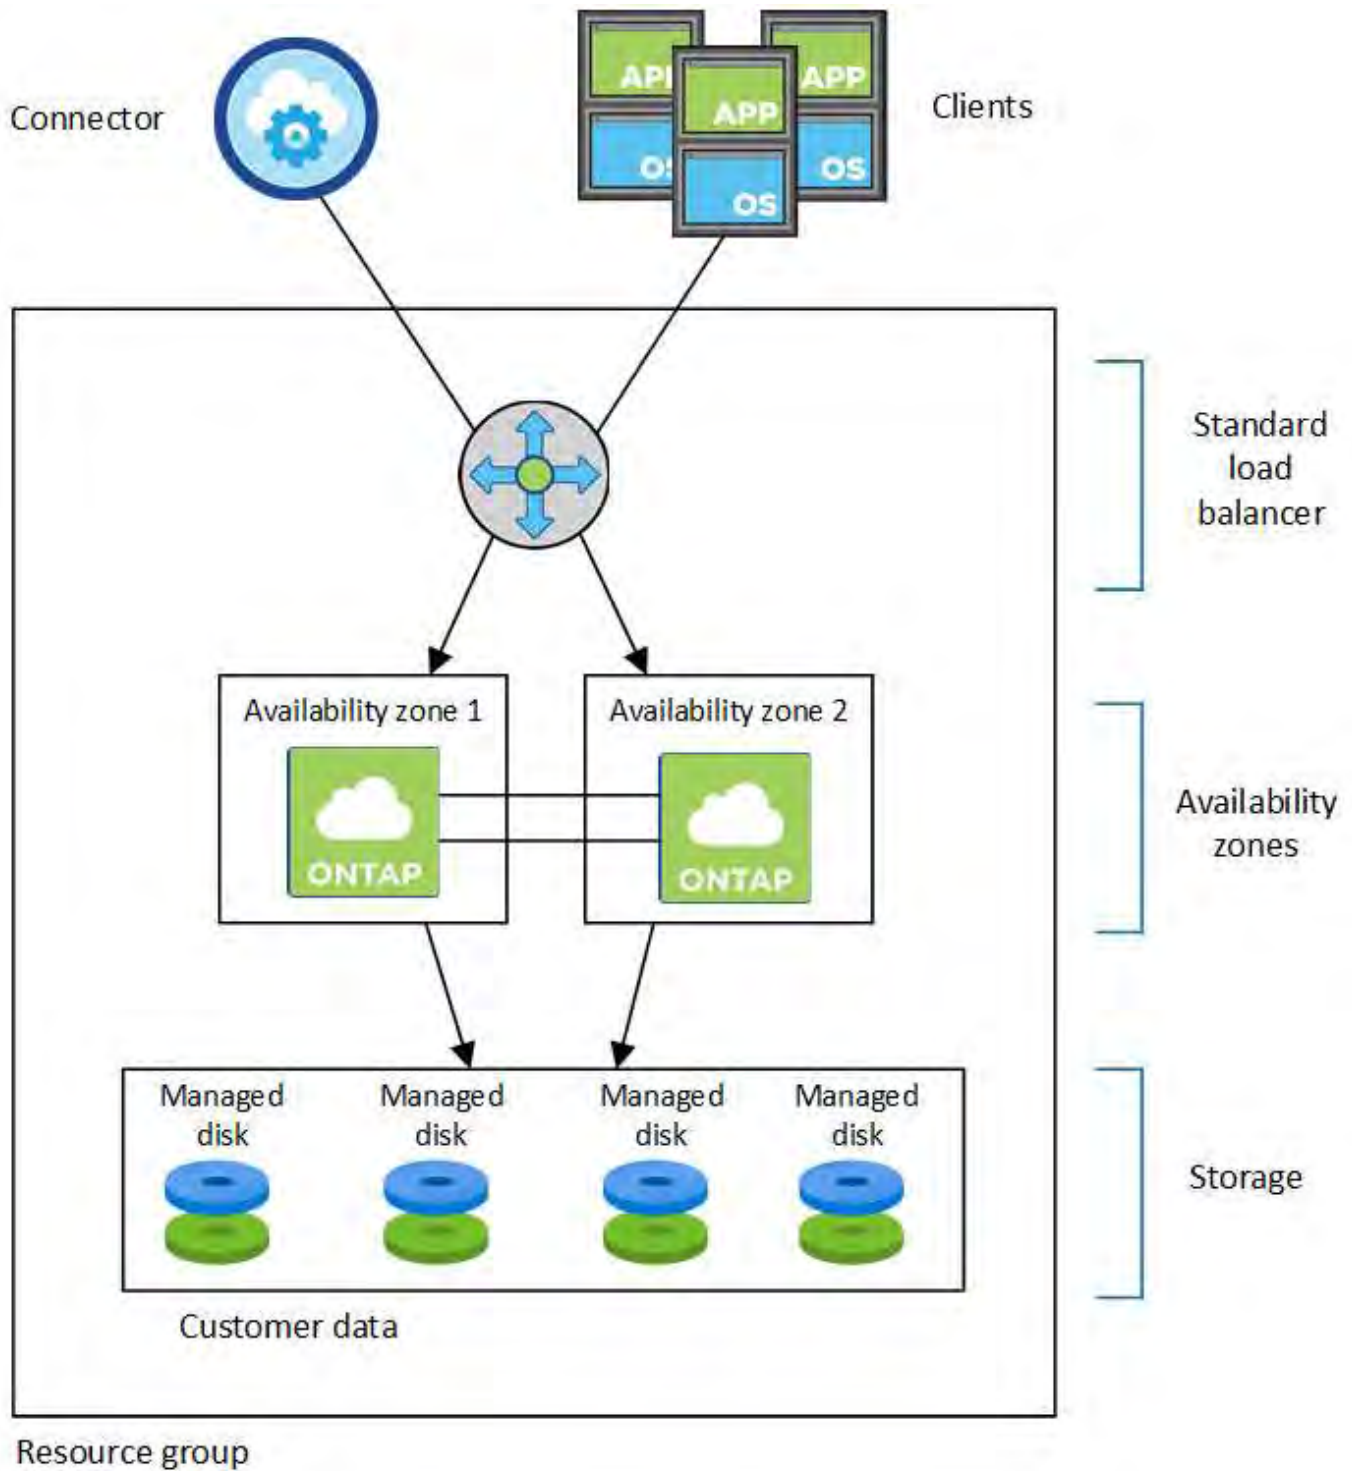 Connector
APP
APP
APP
OS
OS
OS
Clients
Standard
load
balancer
Availability zone 1
Availability zone 2
ONTAP
ONTAP
Availability
zones
Managed
disk
Managed
disk
Managed
disk
Managed
disk
Storage
Customer data
Resource group